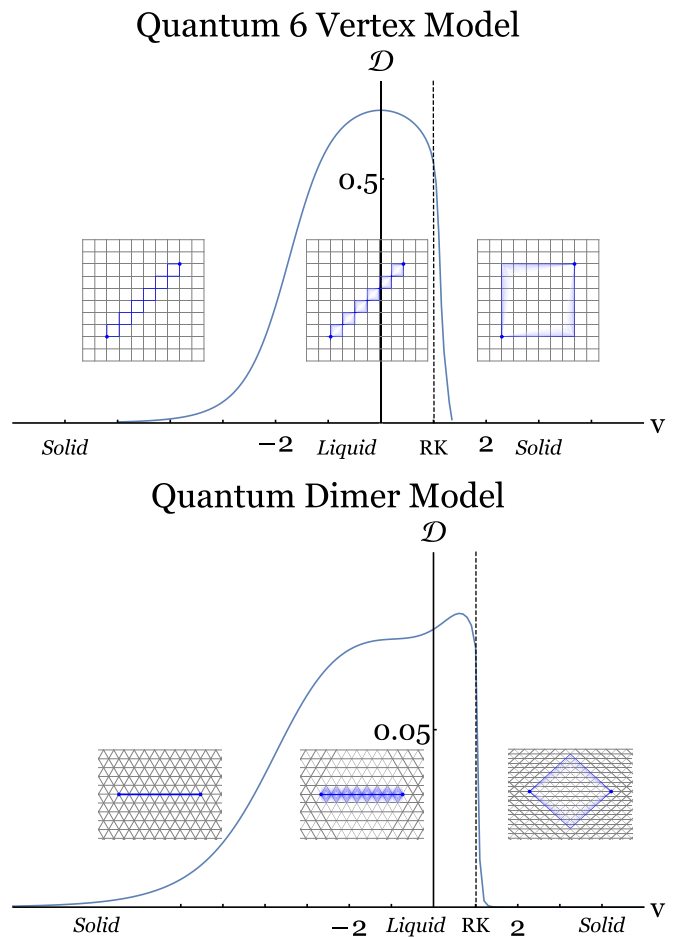 Quantum 6 Vertex Model
𝒟
0.5
v
Solid −2 Liquid RK 2 Solid
Quantum Dimer Model
𝒟
0.05
v
Solid −2 Liquid RK 2 Solid